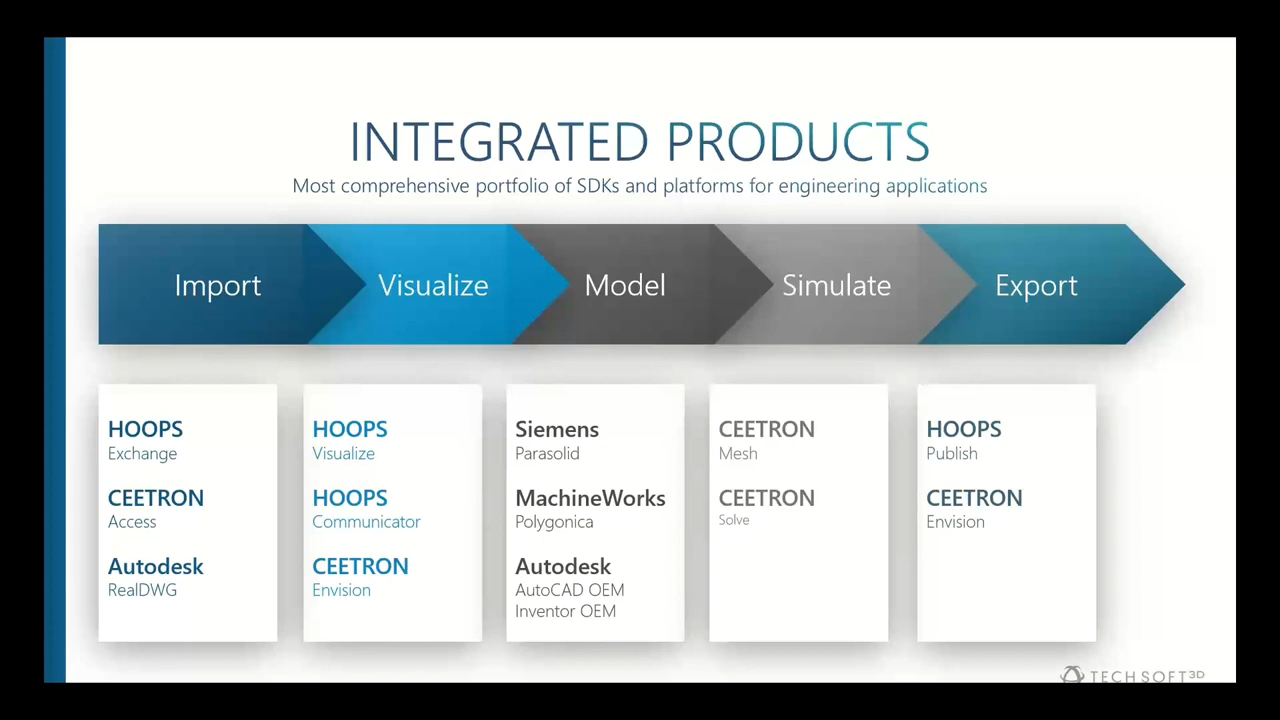 INTEGRATED PRODUCTS
Most comprehensive portfolio of SDKs and platforms for engineering applications
Import
Visualize
Model
Simulate
Export
HOOPS
Exchange
CEETRON
Access
Autodesk
RealDWG
HOOPS
Visualize
HOOPS
Communicator
CEETRON
Envision
Siemens
Parasolid
MachineWorks
Polygonica
Autodesk
AutoCAD OEM
Inventor OEM
CEETRON
Mesh
CEETRON
Solve
HOOPS
Publish
CEETRON
Envision
TECH SOFT 3D